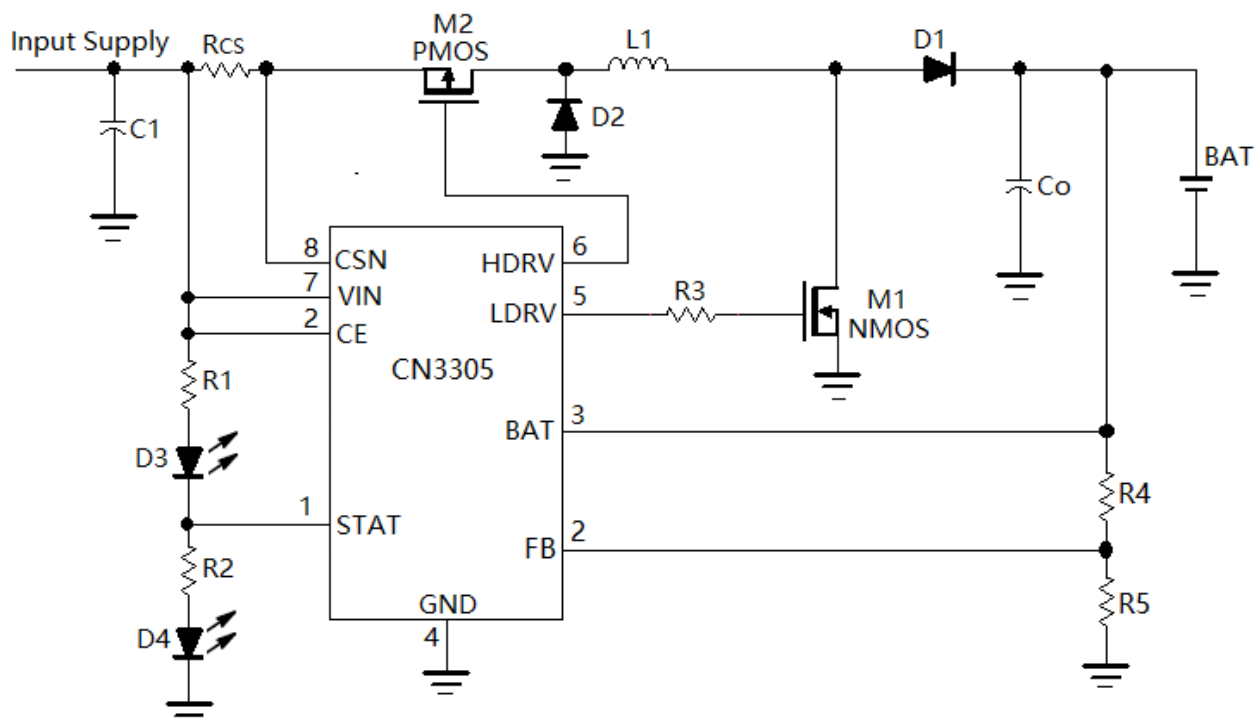 Input Supply
RCS
M2
PMOS
L1
D1
C1
D2
Co
BAT
8
CSN
HDRV
6
7
VIN
LDRV
5
R3
M1
NMOS
2
CE
R1
CN3305
D3
BAT
3
R4
1
STAT
FB
2
R2
R5
GND
D4
4